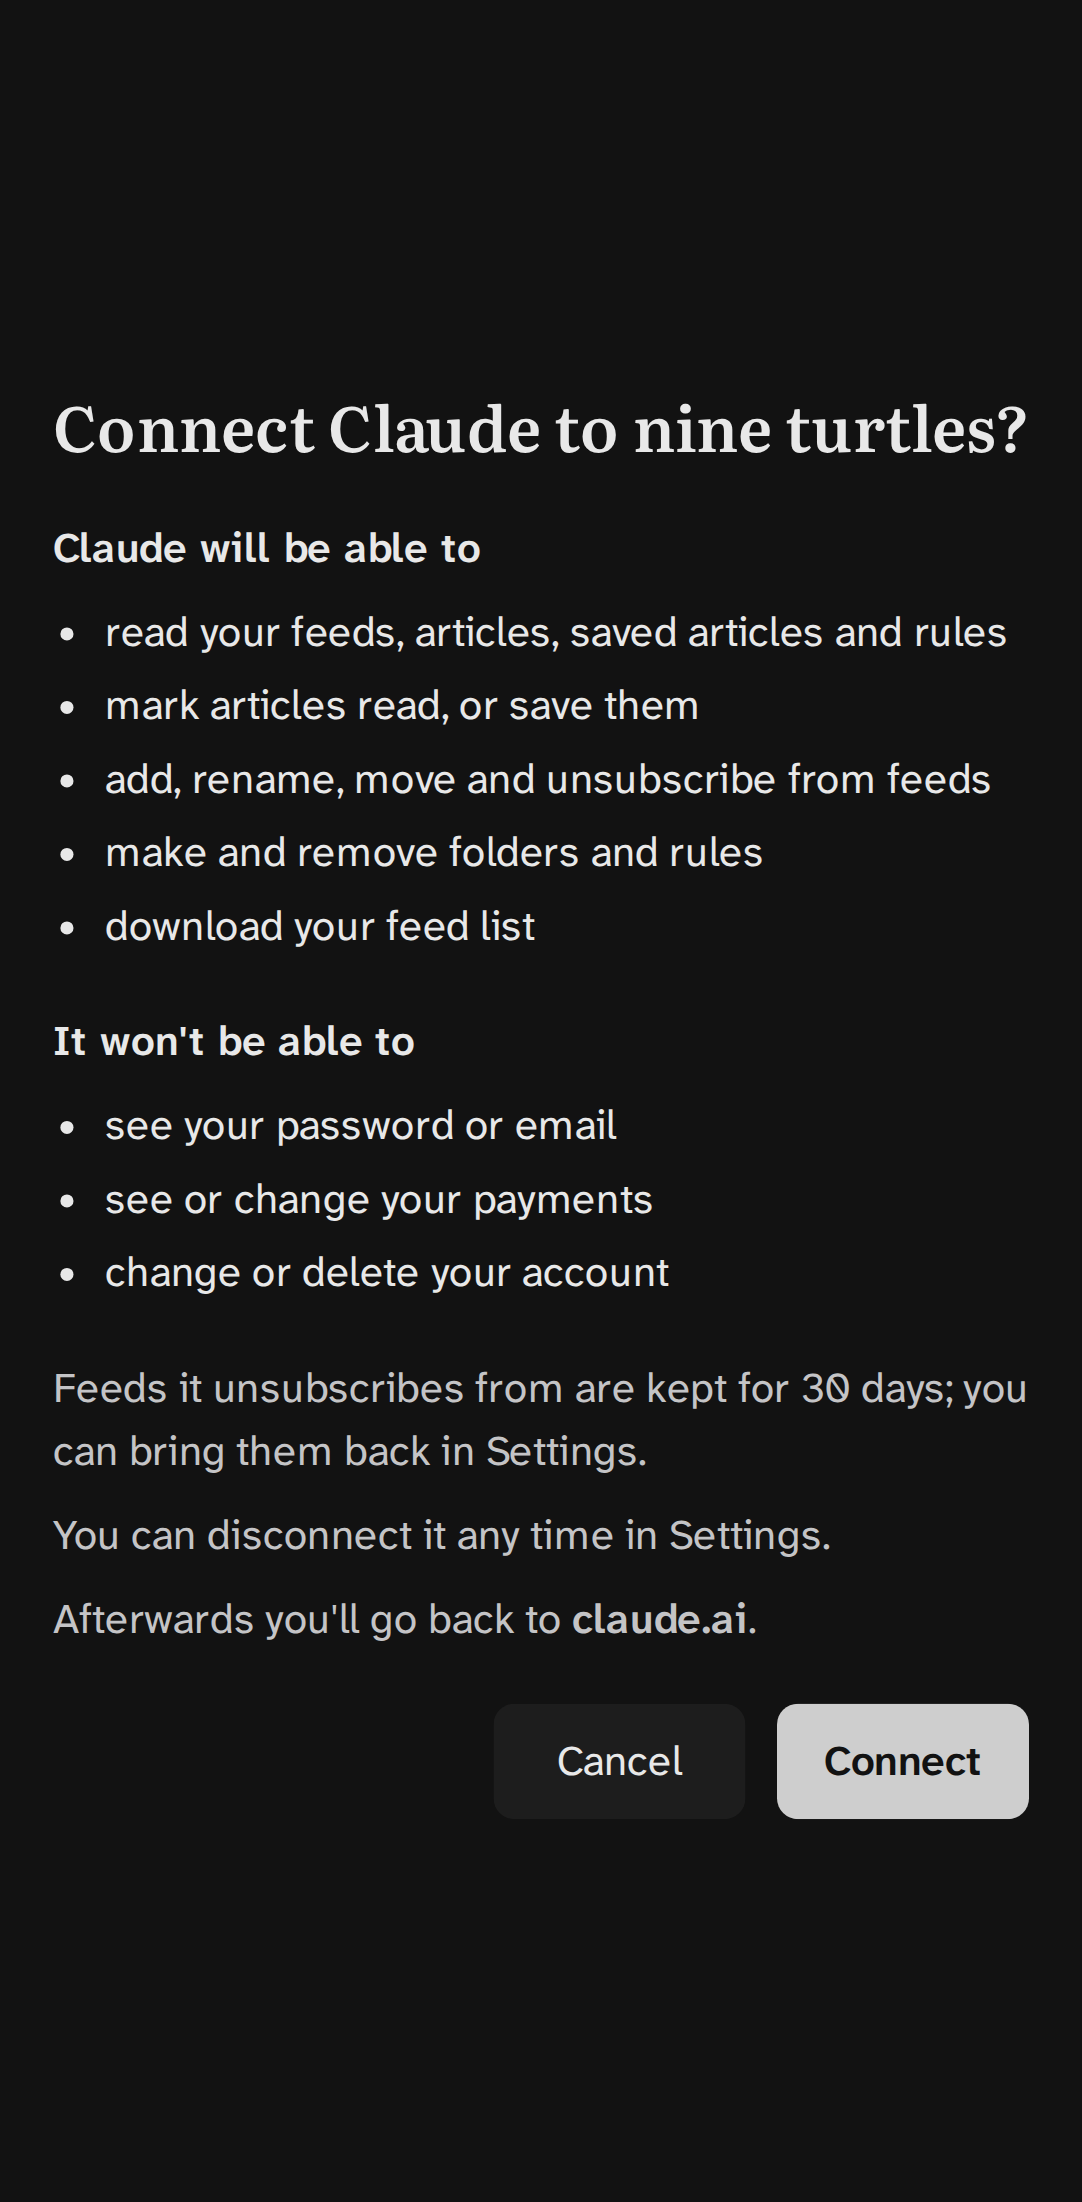 Connect Claude to nine turtles?
Claude will be able to
• read your feeds, articles, saved articles and rules
• mark articles read, or save them
• add, rename, move and unsubscribe from feeds
• make and remove folders and rules
• download your feed list
It won't be able to
• see your password or email
• see or change your payments
• change or delete your account
Feeds it unsubscribes from are kept for 30 days; you
can bring them back in Settings.
You can disconnect it any time in Settings.
Afterwards you'll go back to claude.ai.
Cancel
Connect